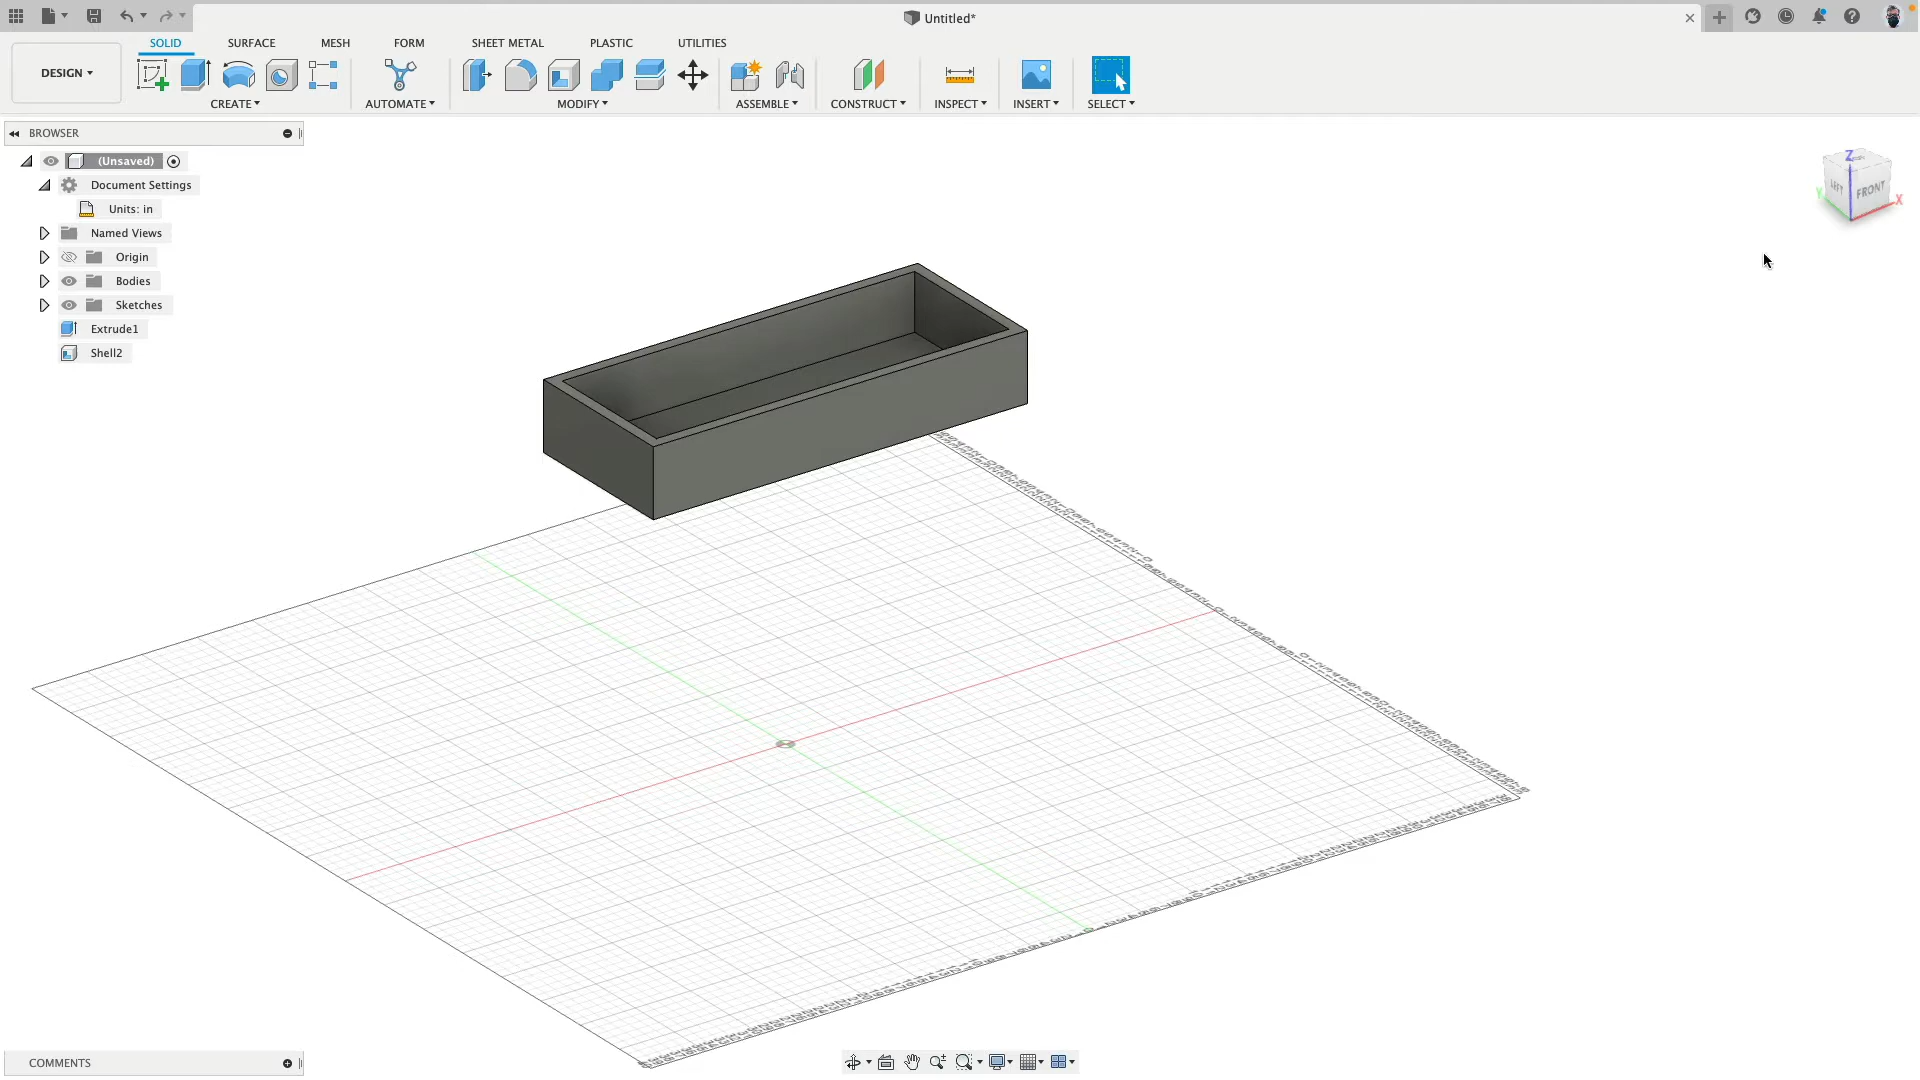 Untitled*
SOLID SURFACE MESH FORM SHEET METAL PLASTIC UTILITIES
DESIGN
CREATE AUTOMATE MODIFY ASSEMBLE CONSTRUCT INSPECT INSERT SELECT
BROWSER
(Unsaved)
Document Settings
Units: in
Named Views
Origin
Bodies
Sketches
Extrude1
Shell2
Z
LEFT FRONT
Y X
COMMENTS